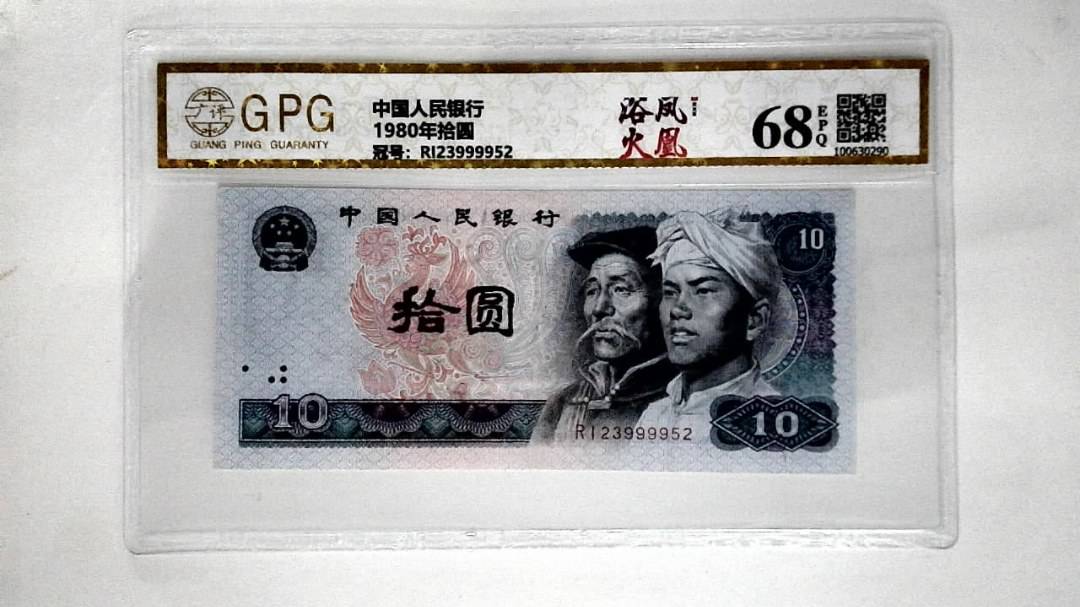 广评
GPG
GUANG PING GUARANTY
中国人民银行
1980年拾圆
冠号：RI23999952
浴凤
火凰
68
EPQ
100630290
中国人民银行
10
拾圆
10
RI23999952
10